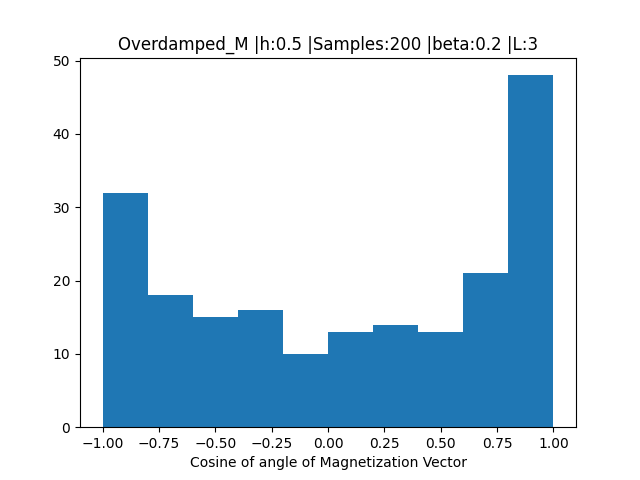 Overdamped_M |h:0.5 |Samples:200 |beta:0.2 |L:3
50
40
30
20
10
0
−1.00 −0.75 −0.50 −0.25 0.00 0.25 0.50 0.75 1.00
Cosine of angle of Magnetization Vector